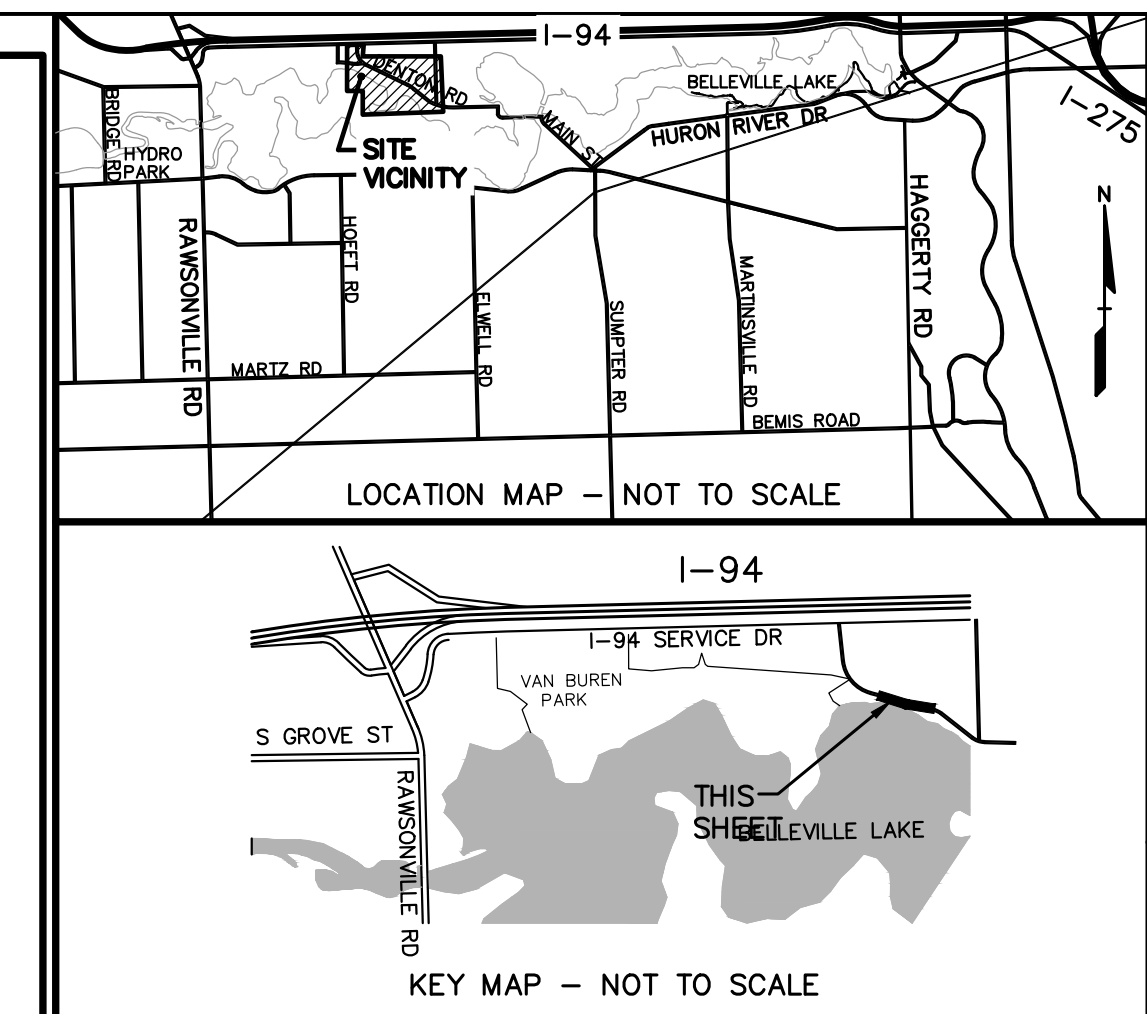 I-94
DENTON RD
BELLEVILLE LAKE
I-275
BRIDGE RD
HYDRO
PARK
SITE
VICINITY
MAIN ST
HURON RIVER DR
N
RAWSONVILLE RD
HOEFT RD
ELWELL RD
SUMPTER RD
MARTINSVILLE RD
HAGGERTY RD
MARTZ RD
BEMIS ROAD
LOCATION MAP - NOT TO SCALE
I-94
I-94 SERVICE DR
VAN BUREN
PARK
S GROVE ST
RAWSONVILLE RD
THIS
SHEET
BELLEVILLE LAKE
KEY MAP - NOT TO SCALE